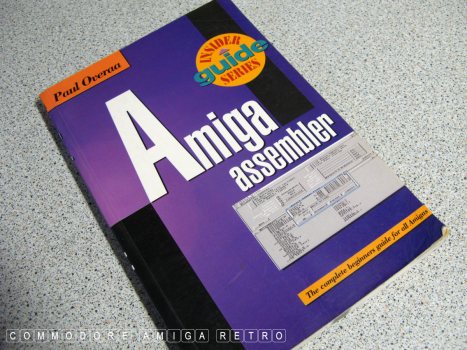 Paul Overaa
INSIDER
guide
SERIES
Amiga
assembler
The complete beginners guide for all Amigas
COMMODORE AMIGA RETRO